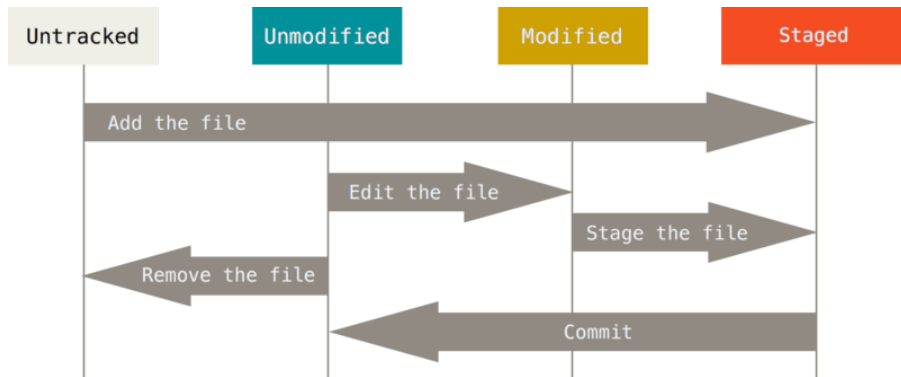 Untracked
Unmodified
Modified
Staged
Add the file
Edit the file
Stage the file
Remove the file
Commit